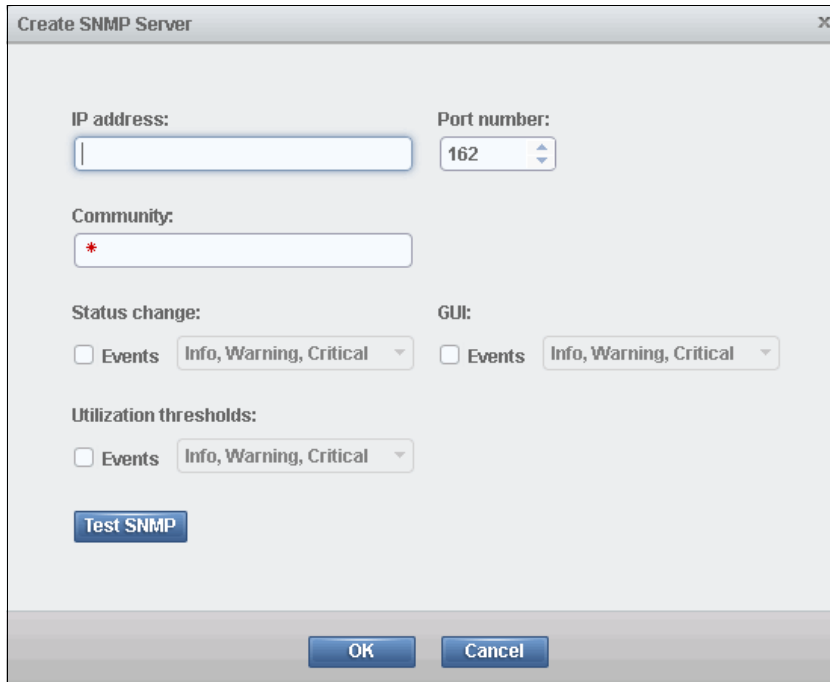 Create SNMP Server x
IP address: Port number:
162
Community:
*
Status change: GUI:
Events Info, Warning, Critical Events Info, Warning, Critical
Utilization thresholds:
Events Info, Warning, Critical
Test SNMP
OK Cancel